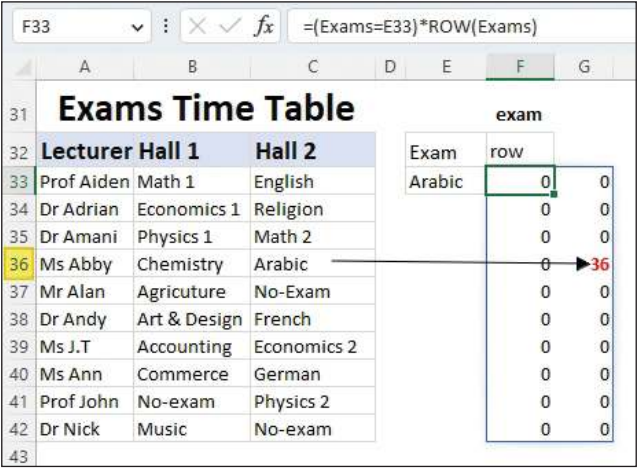 F33 fx =(Exams=E33)*ROW(Exams)
A B C D E F G
31 Exams Time Table exam
32 Lecturer Hall 1 Hall 2 Exam row
33 Prof Aiden Math 1 English Arabic 0 0
34 Dr Adrian Economics 1 Religion 0 0
35 Dr Amani Physics 1 Math 2 0 0
36 Ms Abby Chemistry Arabic 0 36
37 Mr Alan Agricuture No-Exam 0 0
38 Dr Andy Art & Design French 0 0
39 Ms J.T Accounting Economics 2 0 0
40 Ms Ann Commerce German 0 0
41 Prof John No-exam Physics 2 0 0
42 Dr Nick Music No-exam 0 0
43